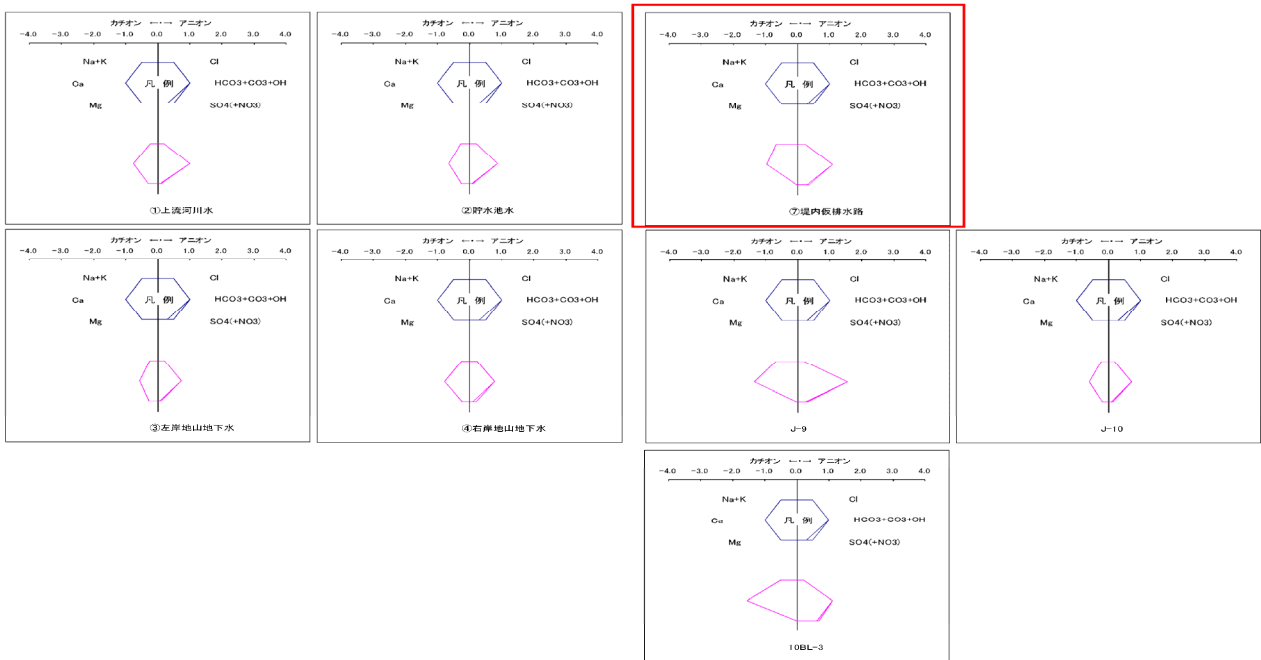 カチオン ←・→ アニオン
-4.0 -3.0 -2.0 -1.0 0.0 1.0 2.0 3.0 4.0
Na+K Cl
Ca 凡 例 HCO3+CO3+OH
Mg SO4(+NO3)
①上流河川水
カチオン ←・→ アニオン
-4.0 -3.0 -2.0 -1.0 0.0 1.0 2.0 3.0 4.0
Na+K Cl
Ca 凡 例 HCO3+CO3+OH
Mg SO4(+NO3)
②貯水池水
カチオン ←・→ アニオン
-4.0 -3.0 -2.0 -1.0 0.0 1.0 2.0 3.0 4.0
Na+K Cl
Ca 凡 例 HCO3+CO3+OH
Mg SO4(+NO3)
⑦堤内仮排水路
カチオン ←・→ アニオン
-4.0 -3.0 -2.0 -1.0 0.0 1.0 2.0 3.0 4.0
Na+K Cl
Ca 凡 例 HCO3+CO3+OH
Mg SO4(+NO3)
③左岸地山地下水
カチオン ←・→ アニオン
-4.0 -3.0 -2.0 -1.0 0.0 1.0 2.0 3.0 4.0
Na+K Cl
Ca 凡 例 HCO3+CO3+OH
Mg SO4(+NO3)
④右岸地山地下水
カチオン ←・→ アニオン
-4.0 -3.0 -2.0 -1.0 0.0 1.0 2.0 3.0 4.0
Na+K Cl
Ca 凡 例 HCO3+CO3+OH
Mg SO4(+NO3)
J-9
カチオン ←・→ アニオン
-4.0 -3.0 -2.0 -1.0 0.0 1.0 2.0 3.0 4.0
Na+K Cl
Ca 凡 例 HCO3+CO3+OH
Mg SO4(+NO3)
J-10
カチオン ←・→ アニオン
-4.0 -3.0 -2.0 -1.0 0.0 1.0 2.0 3.0 4.0
Na+K Cl
Ca 凡 例 HCO3+CO3+OH
Mg SO4(+NO3)
10BL-3